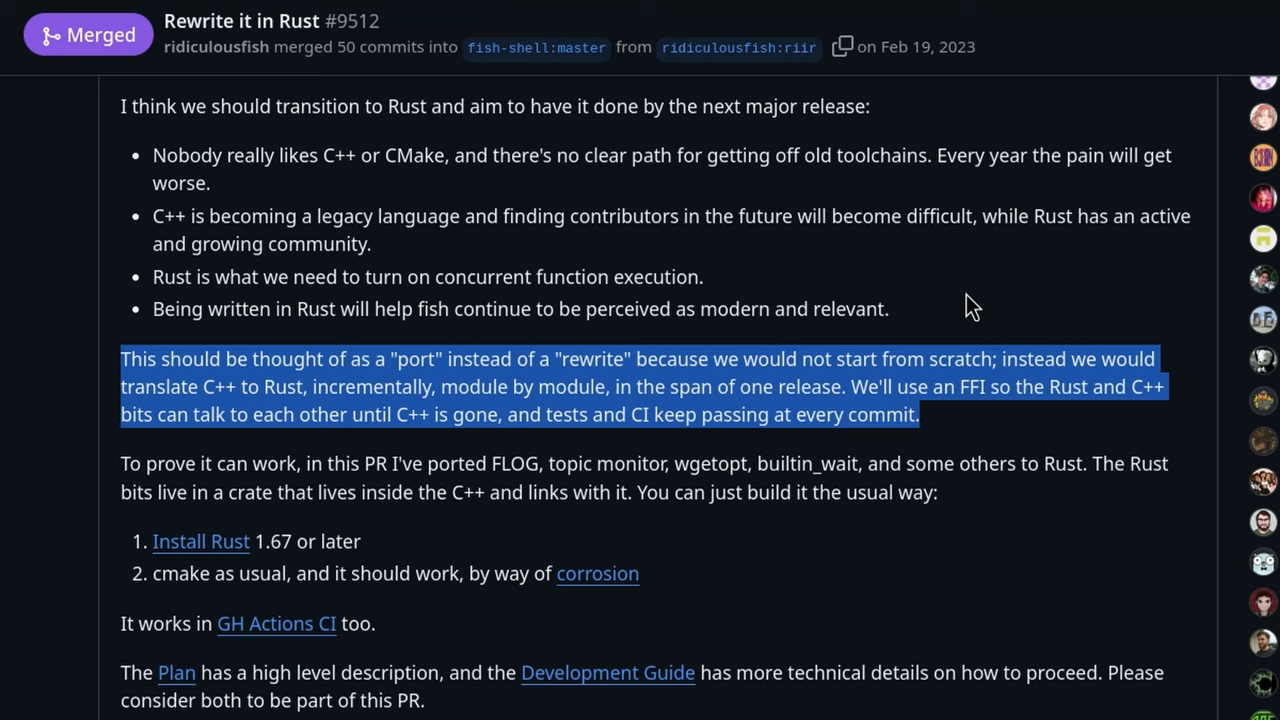 Merged
Rewrite it in Rust #9512
ridiculousfish merged 50 commits into fish-shell:master from ridiculousfish:riir on Feb 19, 2023
I think we should transition to Rust and aim to have it done by the next major release:
• Nobody really likes C++ or CMake, and there's no clear path for getting off old toolchains. Every year the pain will get
worse.
• C++ is becoming a legacy language and finding contributors in the future will become difficult, while Rust has an active
and growing community.
• Rust is what we need to turn on concurrent function execution.
• Being written in Rust will help fish continue to be perceived as modern and relevant.
This should be thought of as a "port" instead of a "rewrite" because we would not start from scratch; instead we would
translate C++ to Rust, incrementally, module by module, in the span of one release. We'll use an FFI so the Rust and C++
bits can talk to each other until C++ is gone, and tests and CI keep passing at every commit.
To prove it can work, in this PR I've ported FLOG, topic monitor, wgetopt, builtin_wait, and some others to Rust. The Rust
bits live in a crate that lives inside the C++ and links with it. You can just build it the usual way:
1. Install Rust 1.67 or later
2. cmake as usual, and it should work, by way of corrosion
It works in GH Actions CI too.
The Plan has a high level description, and the Development Guide has more technical details on how to proceed. Please
consider both to be part of this PR.